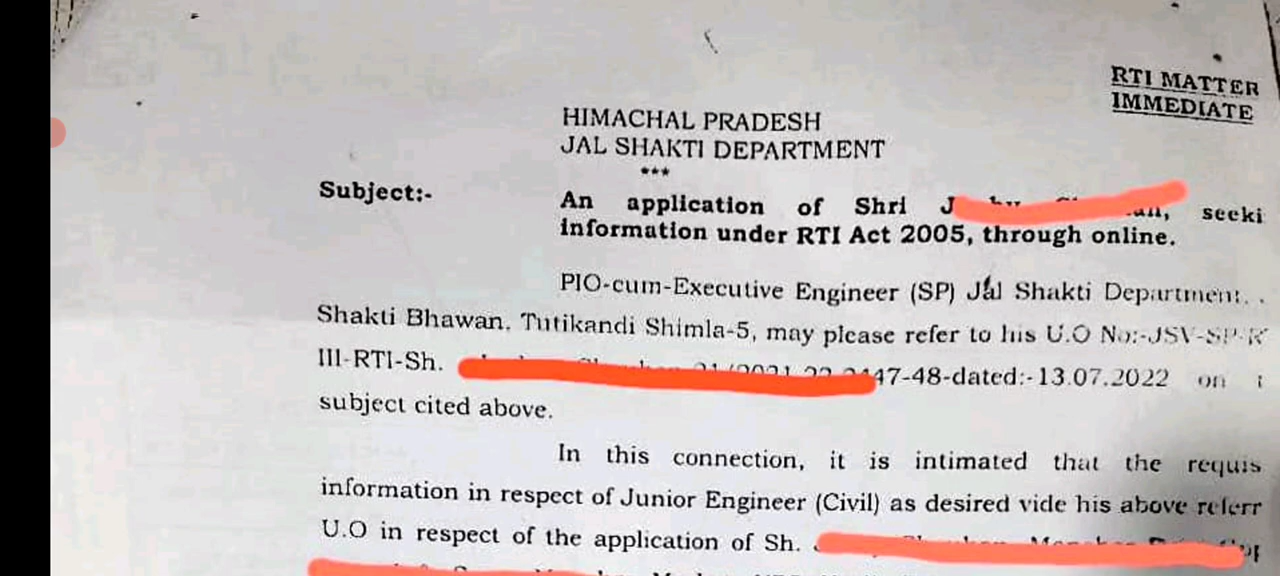 RTI MATTER
IMMEDIATE
HIMACHAL PRADESH
JAL SHAKTI DEPARTMENT
***
Subject:-
An application of Shri J seeki
information under RTI Act 2005, through online.
PIO-cum-Executive Engineer (SP) Jal Shakti Department,
Shakti Bhawan, Tutikandi Shimla-5, may please refer to his U.O No:-JSV-SP-R
III-RTI-Sh. 47-48-dated:-13.07.2022 on t
subject cited above.
In this connection, it is intimated that the requis
information in respect of Junior Engineer (Civil) as desired vide his above referr
U.O in respect of the application of Sh.